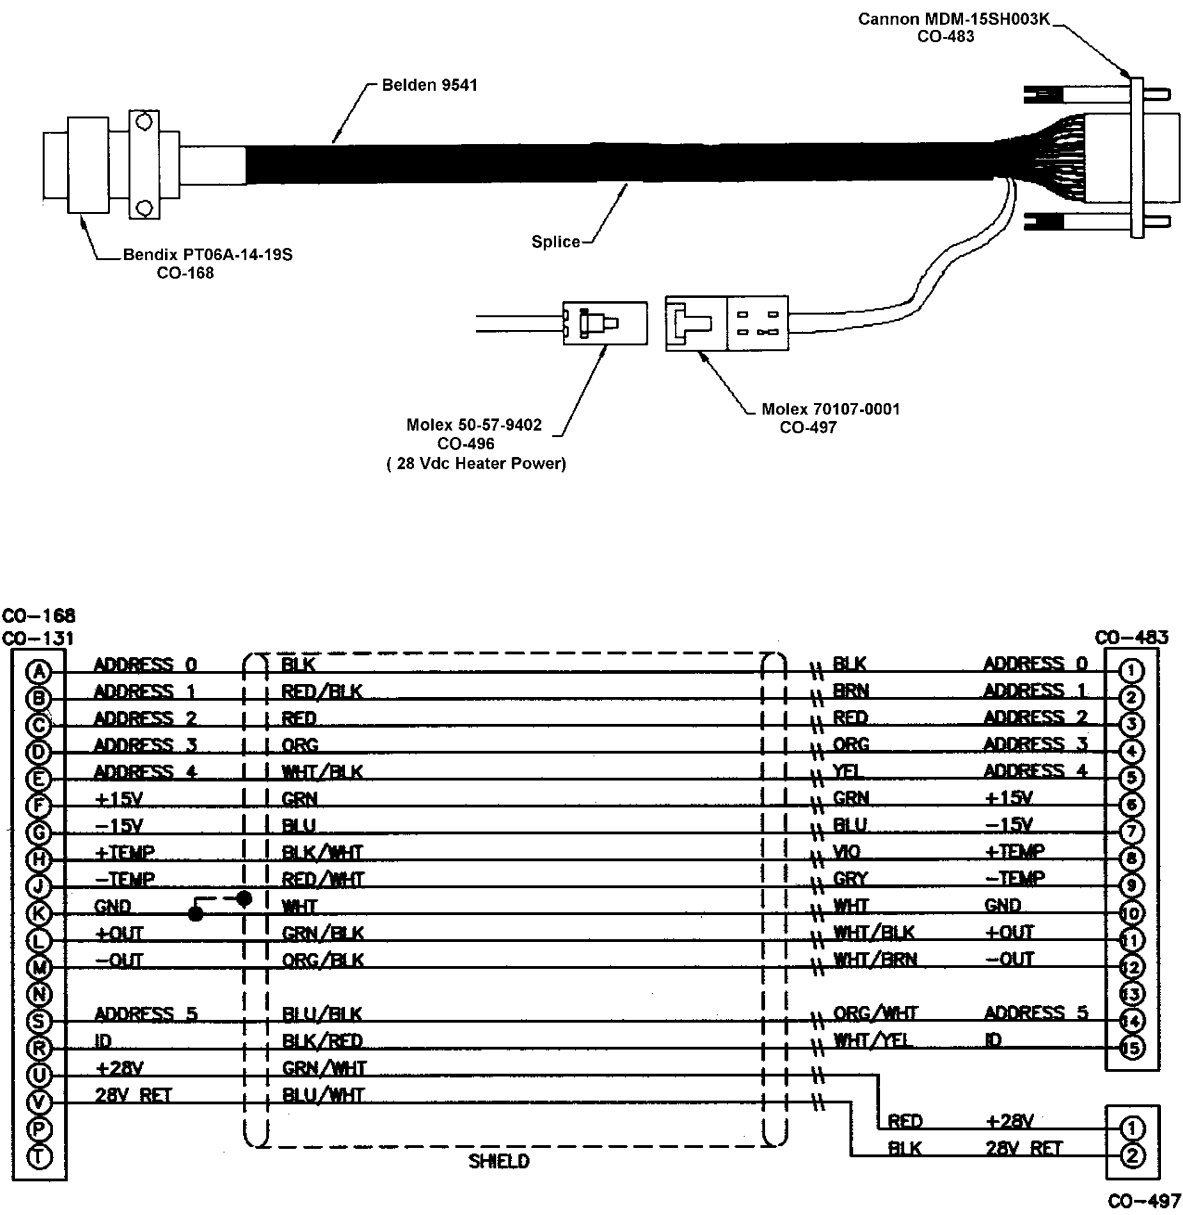 Cannon MDM-15SH003K
CO-483
Belden 9541
Splice
Bendix PT06A-14-19S
CO-168
Molex 50-57-9402
CO-496
( 28 Vdc Heater Power)
Molex 70107-0001
CO-497
CO-168
CO-131
CO-483
A ADDRESS 0 BLK BLK ADDRESS 0 1
B ADDRESS 1 RED/BLK BRN ADDRESS 1 2
C ADDRESS 2 RED RED ADDRESS 2 3
D ADDRESS 3 ORG ORG ADDRESS 3 4
E ADDRESS 4 WHT/BLK YEL ADDRESS 4 5
F +15V GRN GRN +15V 6
G -15V BLU BLU -15V 7
H +TEMP BLK/WHT VIO +TEMP 8
J -TEMP RED/WHT GRY -TEMP 9
K GND WHT WHT GND 10
L +OUT GRN/BLK WHT/BLK +OUT 11
M -OUT ORG/BLK WHT/BRN -OUT 12
N 13
S ADDRESS 5 BLU/BLK ORG/WHT ADDRESS 5 14
R ID BLK/RED WHT/YEL ID 15
U +28V GRN/WHT
V 28V RET BLU/WHT
P RED +28V 1
T BLK 28V RET 2
SHIELD
CO-497